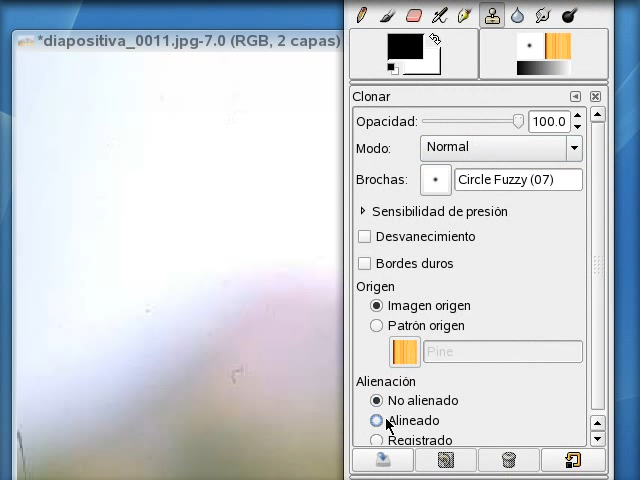 *diapositiva_0011.jpg-7.0 (RGB, 2 capas)
Clonar
Opacidad: 100.0
Modo: Normal
Brochas: Circle Fuzzy (07)
Sensibilidad de presión
Desvanecimiento
Bordes duros
Origen
Imagen origen
Patrón origen
Pine
Alienación
No alienado
Alineado
Registrado